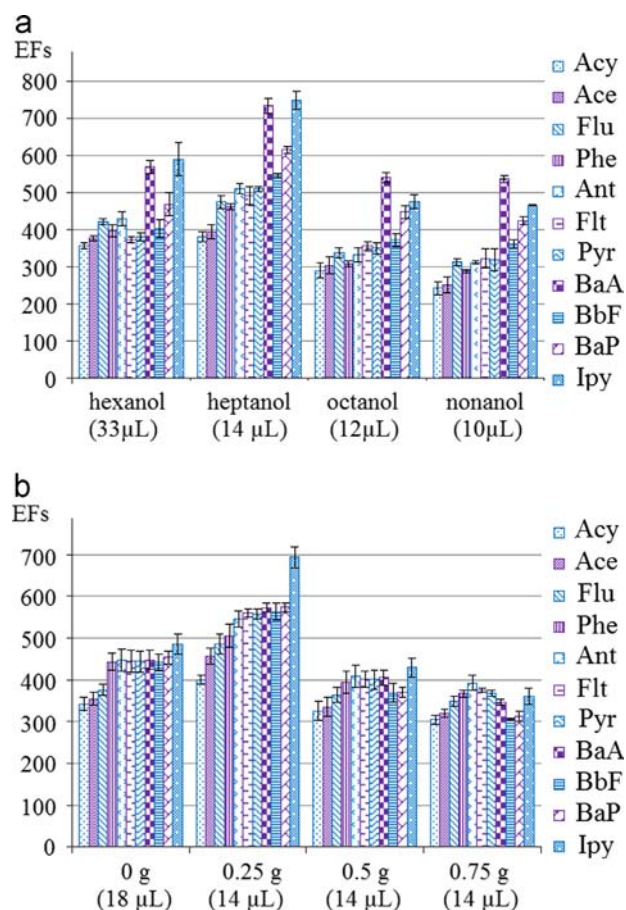 a
EFs
800
700
600
500
400
300
200
100
0
hexanol heptanol octanol nonanol
(33µL) (14 µL) (12µL) (10µL)
Acy
Ace
Flu
Phe
Ant
Flt
Pyr
BaA
BbF
BaP
Ipy
b
EFs
700
600
500
400
300
200
100
0
0 g 0.25 g 0.5 g 0.75 g
(18 µL) (14 µL) (14 µL) (14 µL)
Acy
Ace
Flu
Phe
Ant
Flt
Pyr
BaA
BbF
BaP
Ipy